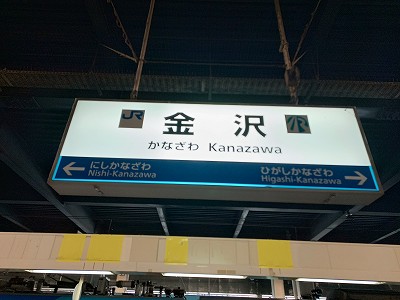 JR 金沢 IR
かなざわ Kanazawa
← にしかなざわ ひがしかなざわ →
Nishi-Kanazawa Higashi-Kanazawa